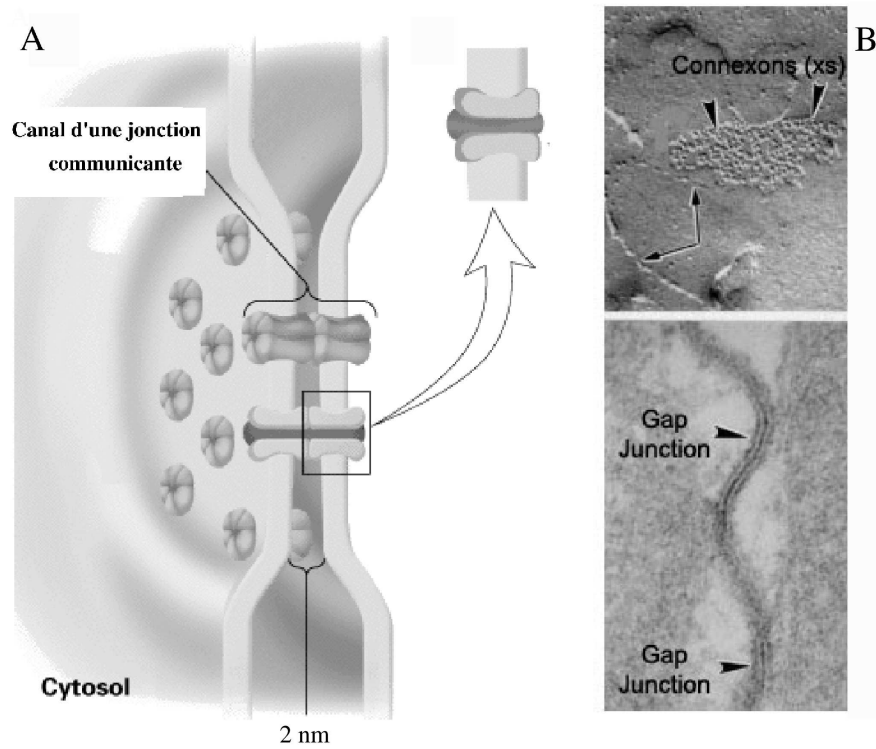 A
Canal d'une jonction
communicante
Cytosol
2 nm
B
Connexons (xs)
Gap
Junction
Gap
Junction